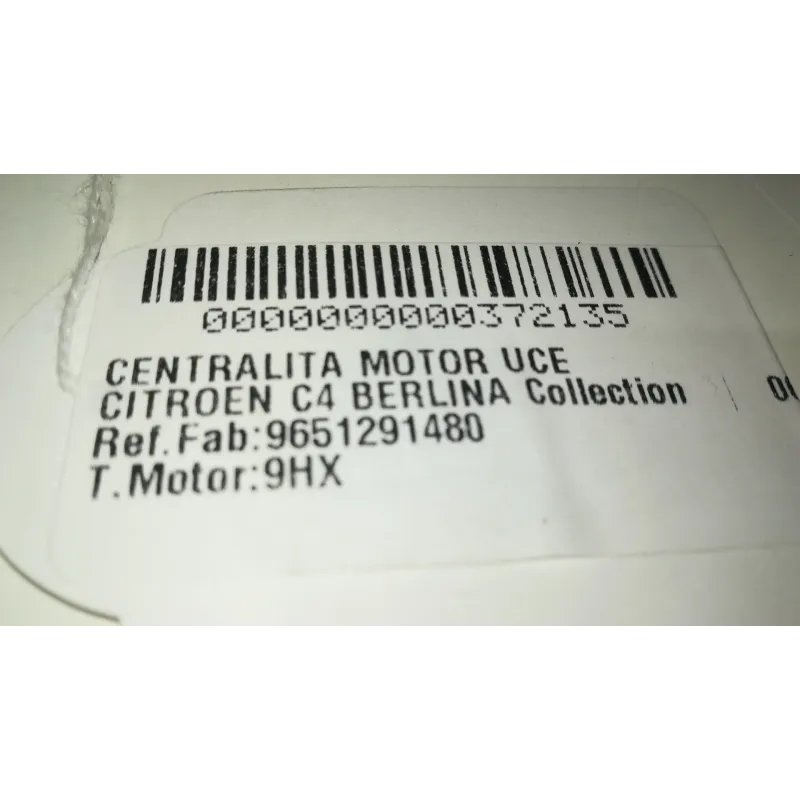 0000000000372135
CENTRALITA MOTOR UCE
CITROEN C4 BERLINA Collection
Ref.Fab:9651291480
T.Motor:9HX